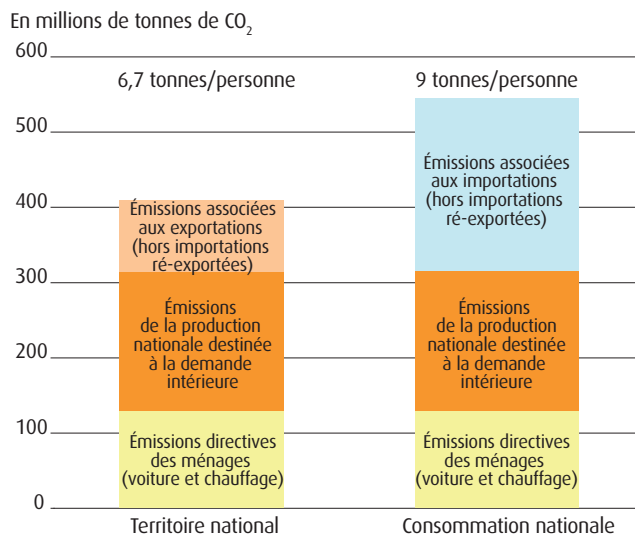 En millions de tonnes de CO2
600
6,7 tonnes/personne
9 tonnes/personne
500
Émissions associées
aux importations
(hors importations
ré-exportées)
400
Émissions associées
aux exportations
(hors importations
ré-exportées)
300
Émissions
de la production
nationale destinée
à la demande
intérieure
Émissions
de la production
nationale destinée
à la demande
intérieure
200
100
Émissions directives
des ménages
(voiture et chauffage)
Émissions directives
des ménages
(voiture et chauffage)
0
Territoire national
Consommation nationale